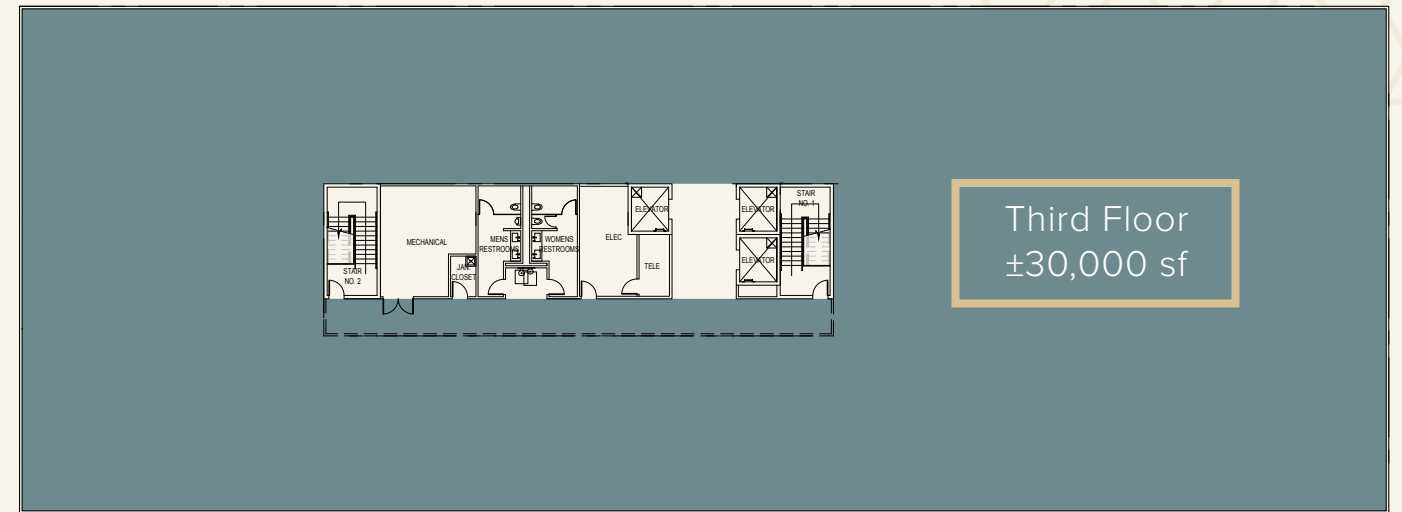 STAIR
NO. 2
MECHANICAL
JAN.
CLOSET
MENS
RESTROOMS
WOMENS
RESTROOMS
ELEC
TELE
ELEVATOR
ELEVATOR
ELEVATOR
STAIR
NO. 1
Third Floor
±30,000 sf